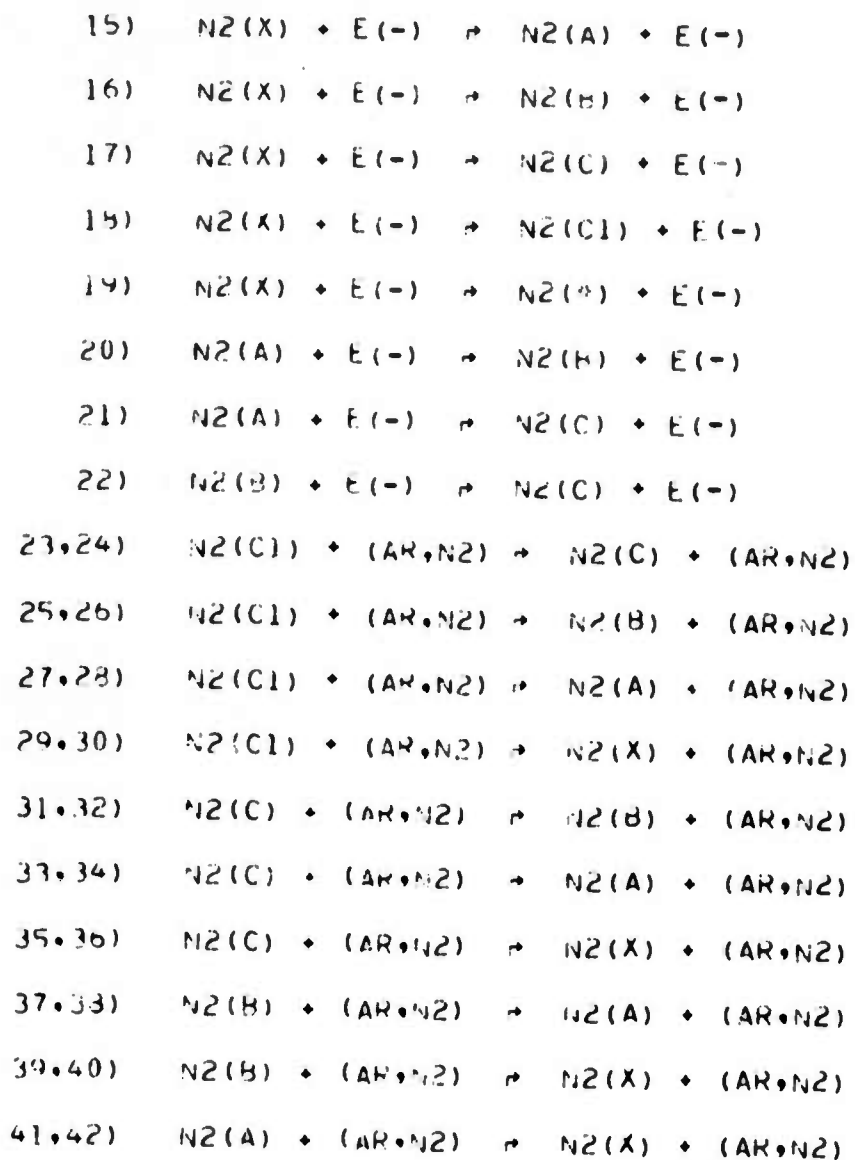 15) N2(X) + E(-) → N2(A) + E(-)
16) N2(X) + E(-) → N2(B) + E(-)
17) N2(X) + E(-) → N2(C) + E(-)
18) N2(X) + E(-) → N2(C1) + E(-)
19) N2(X) + E(-) → N2(*) + E(-)
20) N2(A) + E(-) → N2(B) + E(-)
21) N2(A) + E(-) → N2(C) + E(-)
22) N2(B) + E(-) → N2(C) + E(-)
23,24) N2(C1) + (AR,N2) → N2(C) + (AR,N2)
25,26) N2(C1) + (AR,N2) → N2(B) + (AR,N2)
27,28) N2(C1) + (AR,N2) → N2(A) + (AR,N2)
29,30) N2(C1) + (AR,N2) → N2(X) + (AR,N2)
31,32) N2(C) + (AR,N2) → N2(B) + (AR,N2)
33,34) N2(C) + (AR,N2) → N2(A) + (AR,N2)
35,36) N2(C) + (AR,N2) → N2(X) + (AR,N2)
37,38) N2(B) + (AR,N2) → N2(A) + (AR,N2)
39,40) N2(B) + (AR,N2) → N2(X) + (AR,N2)
41,42) N2(A) + (AR,N2) → N2(X) + (AR,N2)